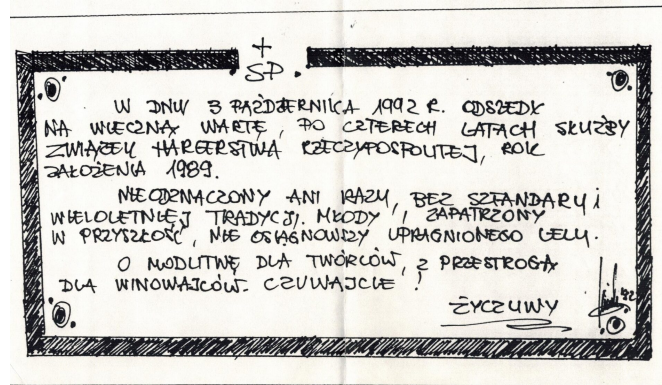 +
ŚP.
W DNIU 3 PAŹDZIERNIKA 1992 R. ODSZEDŁ
NA WIECZNĄ WARTĘ, PO CZTERECH LATACH SŁUŻBY
ZWIĄZEK HARCERSTWA RZECZYPOSPOLITEJ, ROK
ZAŁOŻENIA 1989.
NIEODZNACZONY ANI RAZU, BEZ SZTANDARU I
WIELOLETNIEJ TRADYCJI. MŁODY, ZAPATRZONY
W PRZYSZŁOŚĆ, NIE OSIĄGNĄWSZY UPRAGNIONEGO CELU.
O MODLITWĘ DLA TWÓRCÓW, Z PRZESTROGĄ
DLA WINOWAJCÓW. CZUWAJCIE!
ŻYCZLIWY
92